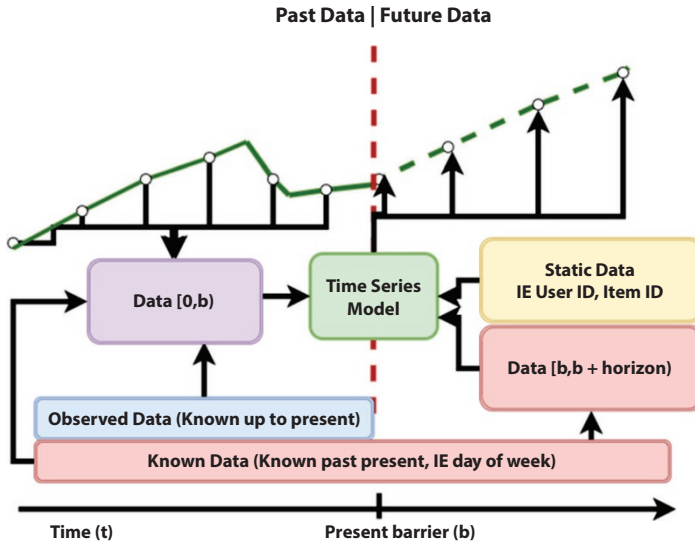 Past Data | Future Data
Data [0,b)
Time Series
Model
Static Data
IE User ID, Item ID
Data [b,b + horizon)
Observed Data (Known up to present)
Known Data (Known past present, IE day of week)
Time (t)
Present barrier (b)